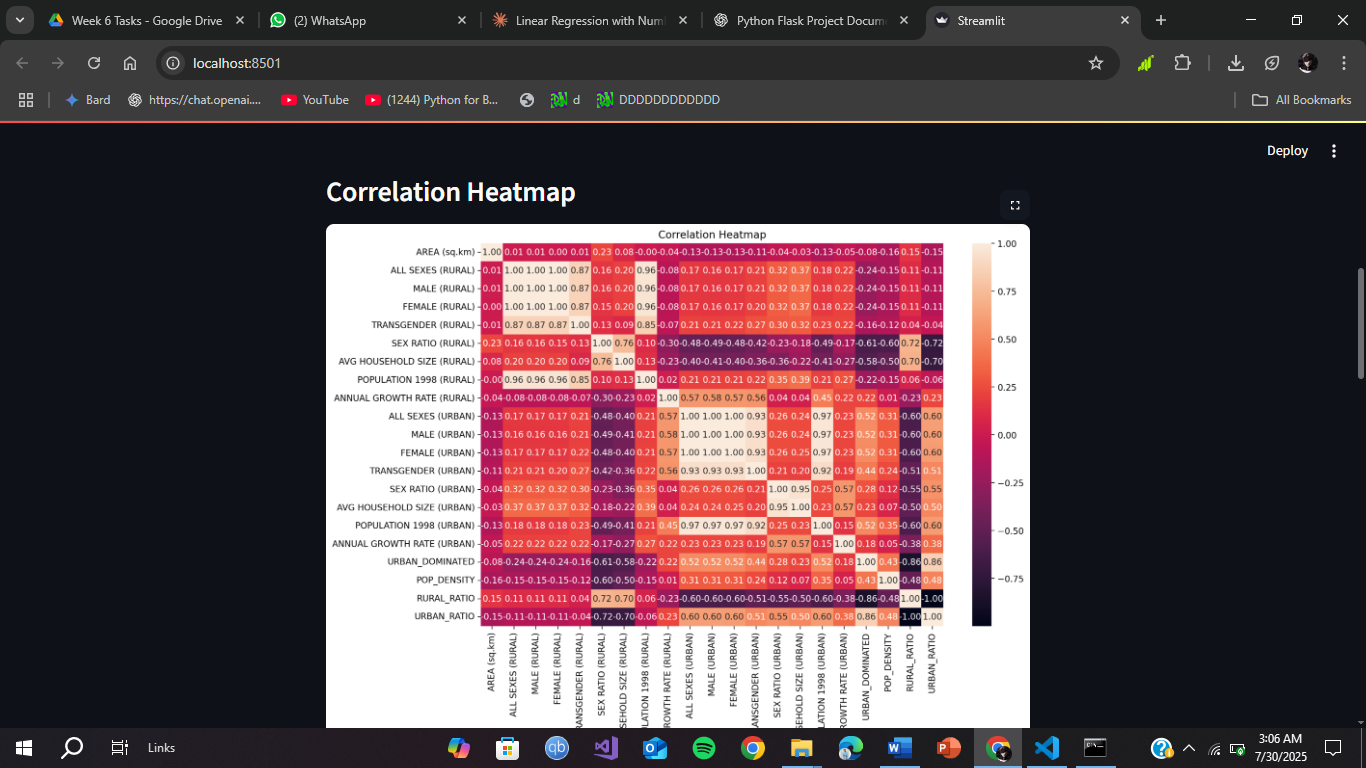 Week 6 Tasks - Google Drive
(2) WhatsApp
Linear Regression with Num
Python Flask Project Docume
Streamlit
localhost:8501
Bard
https://chat.openai....
YouTube
(1244) Python for B...
d
DDDDDDDDDDDD
All Bookmarks
Deploy
Correlation Heatmap
Correlation Heatmap
AREA (sq.km) 1.00 0.01 0.01 0.00 0.01 0.23 0.08 -0.00 -0.04 -0.13 -0.13 -0.13 -0.11 -0.04 -0.03 -0.13 -0.05 -0.08 -0.16 0.15 -0.15
ALL SEXES (RURAL) 0.01 1.00 1.00 1.00 0.87 0.16 0.20 0.96 -0.08 0.17 0.16 0.17 0.21 0.32 0.37 0.18 0.22 -0.24 -0.15 0.11 -0.11
MALE (RURAL) 0.01 1.00 1.00 1.00 0.87 0.16 0.20 0.96 -0.08 0.17 0.16 0.17 0.21 0.32 0.37 0.18 0.22 -0.24 -0.15 0.11 -0.11
FEMALE (RURAL) 0.00 1.00 1.00 1.00 0.87 0.15 0.20 0.96 -0.08 0.17 0.16 0.17 0.20 0.32 0.37 0.18 0.22 -0.24 -0.15 0.11 -0.11
TRANSGENDER (RURAL) 0.01 0.87 0.87 0.87 1.00 0.13 0.09 0.85 -0.07 0.21 0.21 0.22 0.27 0.30 0.32 0.23 0.22 -0.16 -0.12 0.04 -0.04
SEX RATIO (RURAL) 0.23 0.16 0.16 0.15 0.13 1.00 0.76 0.10 -0.30 -0.48 -0.49 -0.48 -0.42 -0.23 -0.18 -0.49 -0.17 -0.61 -0.60 0.72 -0.72
AVG HOUSEHOLD SIZE (RURAL) 0.08 0.20 0.20 0.20 0.09 0.76 1.00 0.13 -0.23 -0.40 -0.41 -0.40 -0.36 -0.36 -0.22 -0.41 -0.27 -0.58 -0.50 0.70 -0.70
POPULATION 1998 (RURAL) -0.00 0.96 0.96 0.96 0.85 0.10 0.13 1.00 0.02 0.21 0.21 0.21 0.22 0.35 0.39 0.21 0.27 -0.22 -0.15 0.06 -0.06
ANNUAL GROWTH RATE (RURAL) -0.04 -0.08 -0.08 -0.08 -0.07 -0.30 -0.23 0.02 1.00 0.57 0.58 0.57 0.56 0.04 0.04 0.45 0.22 0.22 0.01 -0.23 0.23
ALL SEXES (URBAN) -0.13 0.17 0.17 0.17 0.21 -0.48 -0.40 0.21 0.57 1.00 1.00 1.00 0.93 0.26 0.24 0.97 0.23 0.52 0.31 -0.60 0.60
MALE (URBAN) -0.13 0.16 0.16 0.16 0.21 -0.49 -0.41 0.21 0.58 1.00 1.00 1.00 0.93 0.26 0.24 0.97 0.23 0.52 0.31 -0.60 0.60
FEMALE (URBAN) -0.13 0.17 0.17 0.17 0.22 -0.48 -0.40 0.21 0.57 1.00 1.00 1.00 0.93 0.26 0.25 0.97 0.23 0.52 0.31 -0.60 0.60
TRANSGENDER (URBAN) -0.11 0.21 0.21 0.20 0.27 -0.42 -0.36 0.22 0.56 0.93 0.93 0.93 1.00 0.21 0.20 0.92 0.19 0.44 0.24 -0.51 0.51
SEX RATIO (URBAN) -0.04 0.32 0.32 0.32 0.30 -0.23 -0.36 0.35 0.04 0.26 0.26 0.26 0.21 1.00 0.95 0.25 0.57 0.28 0.12 -0.55 0.55
AVG HOUSEHOLD SIZE (URBAN) -0.03 0.37 0.37 0.37 0.32 -0.18 -0.22 0.39 0.04 0.24 0.24 0.25 0.20 0.95 1.00 0.23 0.57 0.23 0.07 -0.50 0.50
POPULATION 1998 (URBAN) -0.13 0.18 0.18 0.18 0.23 -0.49 -0.41 0.21 0.45 0.97 0.97 0.97 0.92 0.25 0.23 1.00 0.15 0.52 0.35 -0.60 0.60
ANNUAL GROWTH RATE (URBAN) -0.05 0.22 0.22 0.22 0.22 -0.17 -0.27 0.27 0.22 0.23 0.23 0.23 0.19 0.57 0.57 0.15 1.00 0.18 0.05 -0.38 0.38
URBAN_DOMINATED -0.08 -0.24 -0.24 -0.24 -0.16 -0.61 -0.58 -0.22 0.22 0.52 0.52 0.52 0.44 0.28 0.23 0.52 0.18 1.00 0.43 -0.86 0.86
POP_DENSITY -0.16 -0.15 -0.15 -0.15 -0.12 -0.60 -0.50 -0.15 0.01 0.31 0.31 0.31 0.24 0.12 0.07 0.35 0.05 0.43 1.00 -0.48 0.48
RURAL_RATIO 0.15 0.11 0.11 0.11 0.04 0.72 0.70 0.06 -0.23 -0.60 -0.60 -0.60 -0.51 -0.55 -0.50 -0.60 -0.38 -0.86 -0.48 1.00 -1.00
URBAN_RATIO -0.15 -0.11 -0.11 -0.11 -0.04 -0.72 -0.70 -0.06 0.23 0.60 0.60 0.60 0.51 0.55 0.50 0.60 0.38 0.86 0.48 -1.00 1.00
AREA (sq.km)
ALL SEXES (RURAL)
MALE (RURAL)
FEMALE (RURAL)
ANSGENDER (RURAL)
SEX RATIO (RURAL)
SEHOLD SIZE (RURAL)
LATION 1998 (RURAL)
ROWTH RATE (RURAL)
ALL SEXES (URBAN)
MALE (URBAN)
FEMALE (URBAN)
ANSGENDER (URBAN)
SEX RATIO (URBAN)
SEHOLD SIZE (URBAN)
LATION 1998 (URBAN)
ROWTH RATE (URBAN)
URBAN_DOMINATED
POP_DENSITY
RURAL_RATIO
URBAN_RATIO
1.00
0.75
0.50
0.25
0.00
−0.25
−0.50
−0.75
Links
qb
3:06 AM
7/30/2025